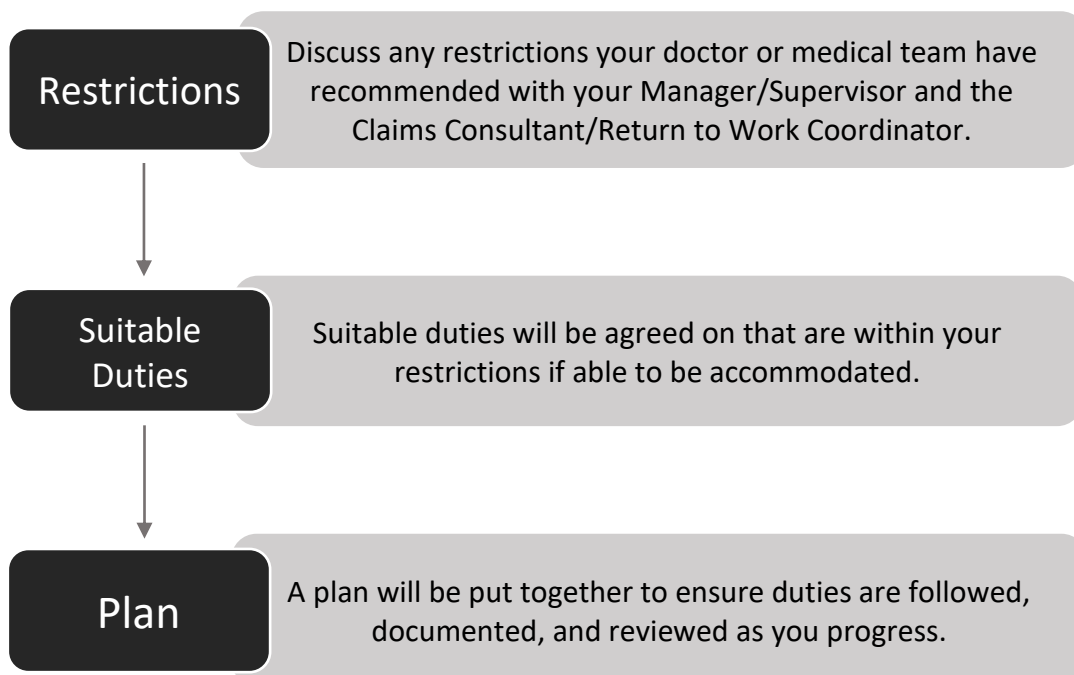 Restrictions
Discuss any restrictions your doctor or medical team have
recommended with your Manager/Supervisor and the
Claims Consultant/Return to Work Coordinator.
Suitable
Duties
Suitable duties will be agreed on that are within your
restrictions if able to be accommodated.
Plan
A plan will be put together to ensure duties are followed,
documented, and reviewed as you progress.